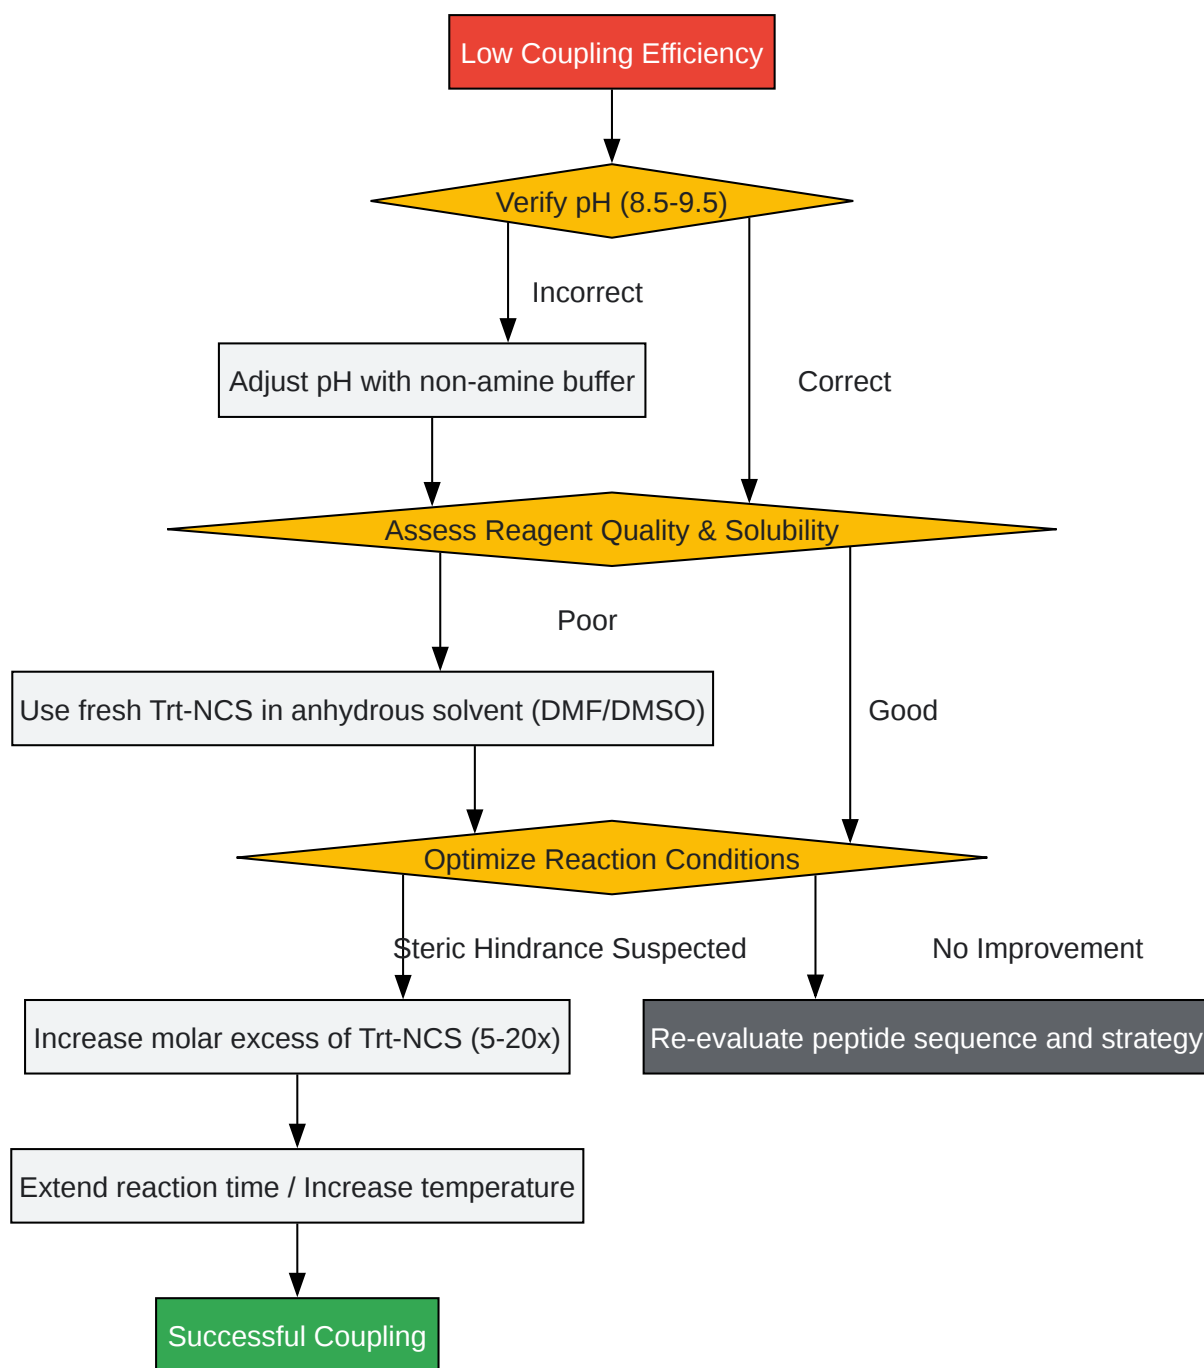 Low Coupling Efficiency
Verify pH (8.5-9.5)
Incorrect
Adjust pH with non-amine buffer
Correct
Assess Reagent Quality & Solubility
Poor
Use fresh Trt-NCS in anhydrous solvent (DMF/DMSO)
Good
Optimize Reaction Conditions
Steric Hindrance Suspected
No Improvement
Increase molar excess of Trt-NCS (5-20x)
Re-evaluate peptide sequence and strategy
Extend reaction time / Increase temperature
Successful Coupling